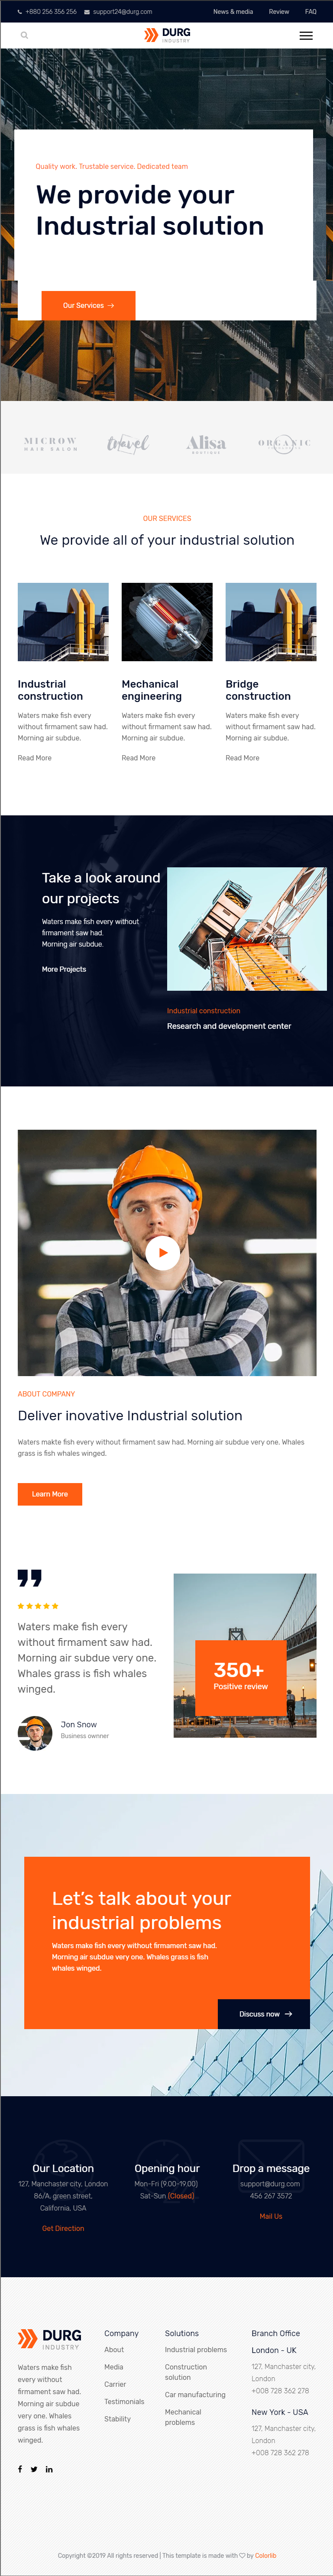 +880 256 356 256
support24@durg.com
News & media
Review
FAQ
DURG
INDUSTRY
Quality work. Trustable service. Dedicated team
We provide your
Industrial solution
Our Services
MICROW
HAIR SALON
travel
Alisa
BOUTIQUE
ORGANIC
OUR SERVICES
We provide all of your industrial solution
Industrial
construction
Waters make fish every
without firmament saw had.
Morning air subdue.
Read More
Mechanical
engineering
Waters make fish every
without firmament saw had.
Morning air subdue.
Read More
Bridge
construction
Waters make fish every
without firmament saw had.
Morning air subdue.
Read More
Take a look around
our projects
Waters make fish every without
firmament saw had.
Morning air subdue.
More Projects
Industrial construction
Research and development center
ABOUT COMPANY
Deliver inovative Industrial solution
Waters makte fish every without firmament saw had. Morning air subdue very one. Whales
grass is fish whales winged.
Learn More
Waters make fish every
without firmament saw had.
Morning air subdue very one.
Whales grass is fish whales
winged.
Jon Snow
Business ownner
350+
Positive review
Let's talk about your
industrial problems
Waters make fish every without firmament saw had.
Morning air subdue very one. Whales grass is fish
whales winged.
Discuss now
Our Location
127, Manchaster city, London
86/A, green street,
California, USA
Get Direction
Opening hour
Mon-Fri (9.00-19.00)
Sat-Sun (Closed)
Drop a message
support@durg.com
456 267 3572
Mail Us
DURG
INDUSTRY
Waters make fish
every without
firmament saw had.
Morning air subdue
very one. Whales
grass is fish whales
winged.
Company
About
Media
Carrier
Testimonials
Stability
Solutions
Industrial problems
Construction
solution
Car manufacturing
Mechanical
problems
Branch Office
London - UK
127, Manchaster city,
London
+008 728 362 278
New York - USA
127, Manchaster city,
London
+008 728 362 278
Copyright ©2019 All rights reserved | This template is made with ♡ by Colorlib